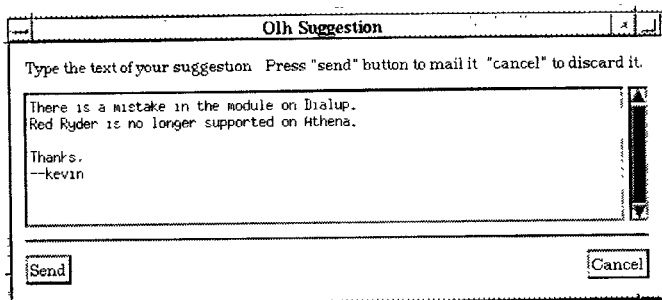 Olh Suggestion
Type the text of your suggestion Press "send" button to mail it "cancel" to discard it.
There is a mistake in the module on Dialup.
Red Ryder is no longer supported on Athena.
Thanks.
--kevin
Send
Cancel